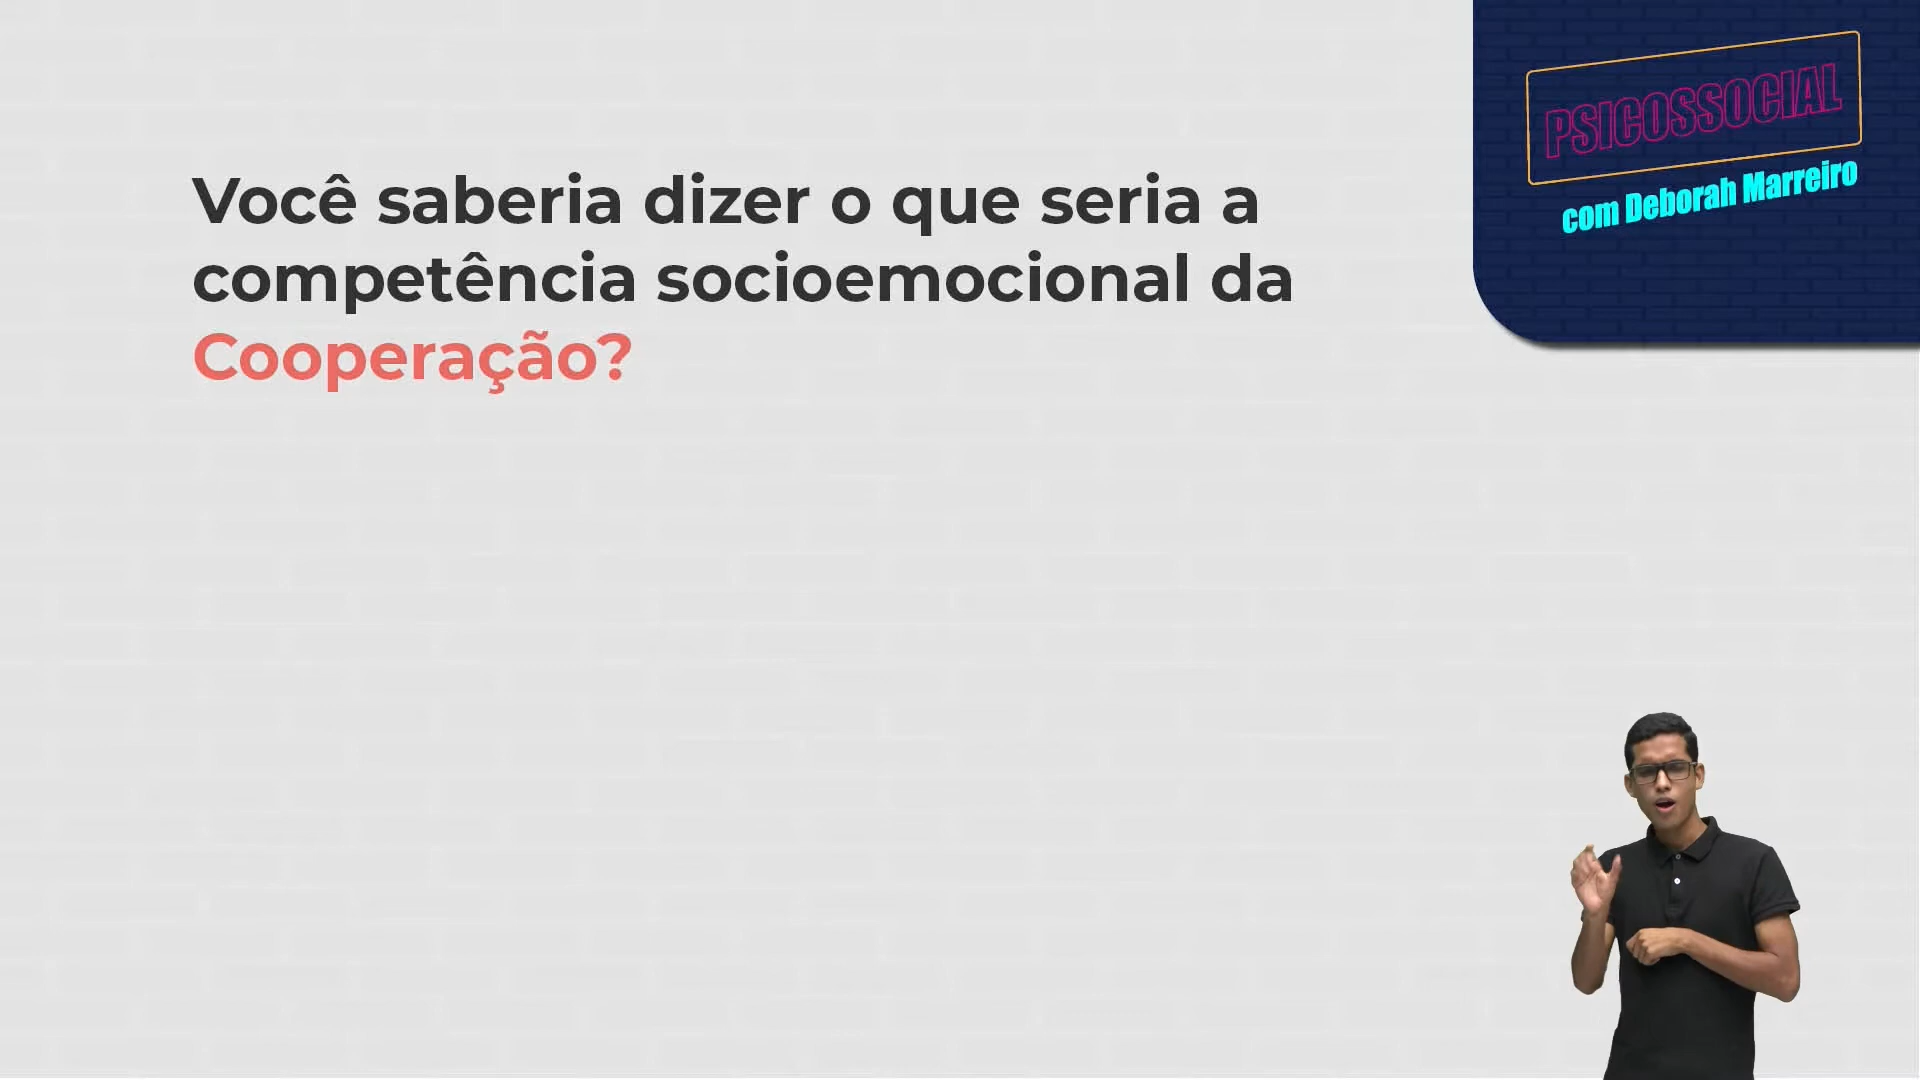 Você saberia dizer o que seria a
competência socioemocional da
Cooperação?
PSICOSSOCIAL
com Deborah Marreiro